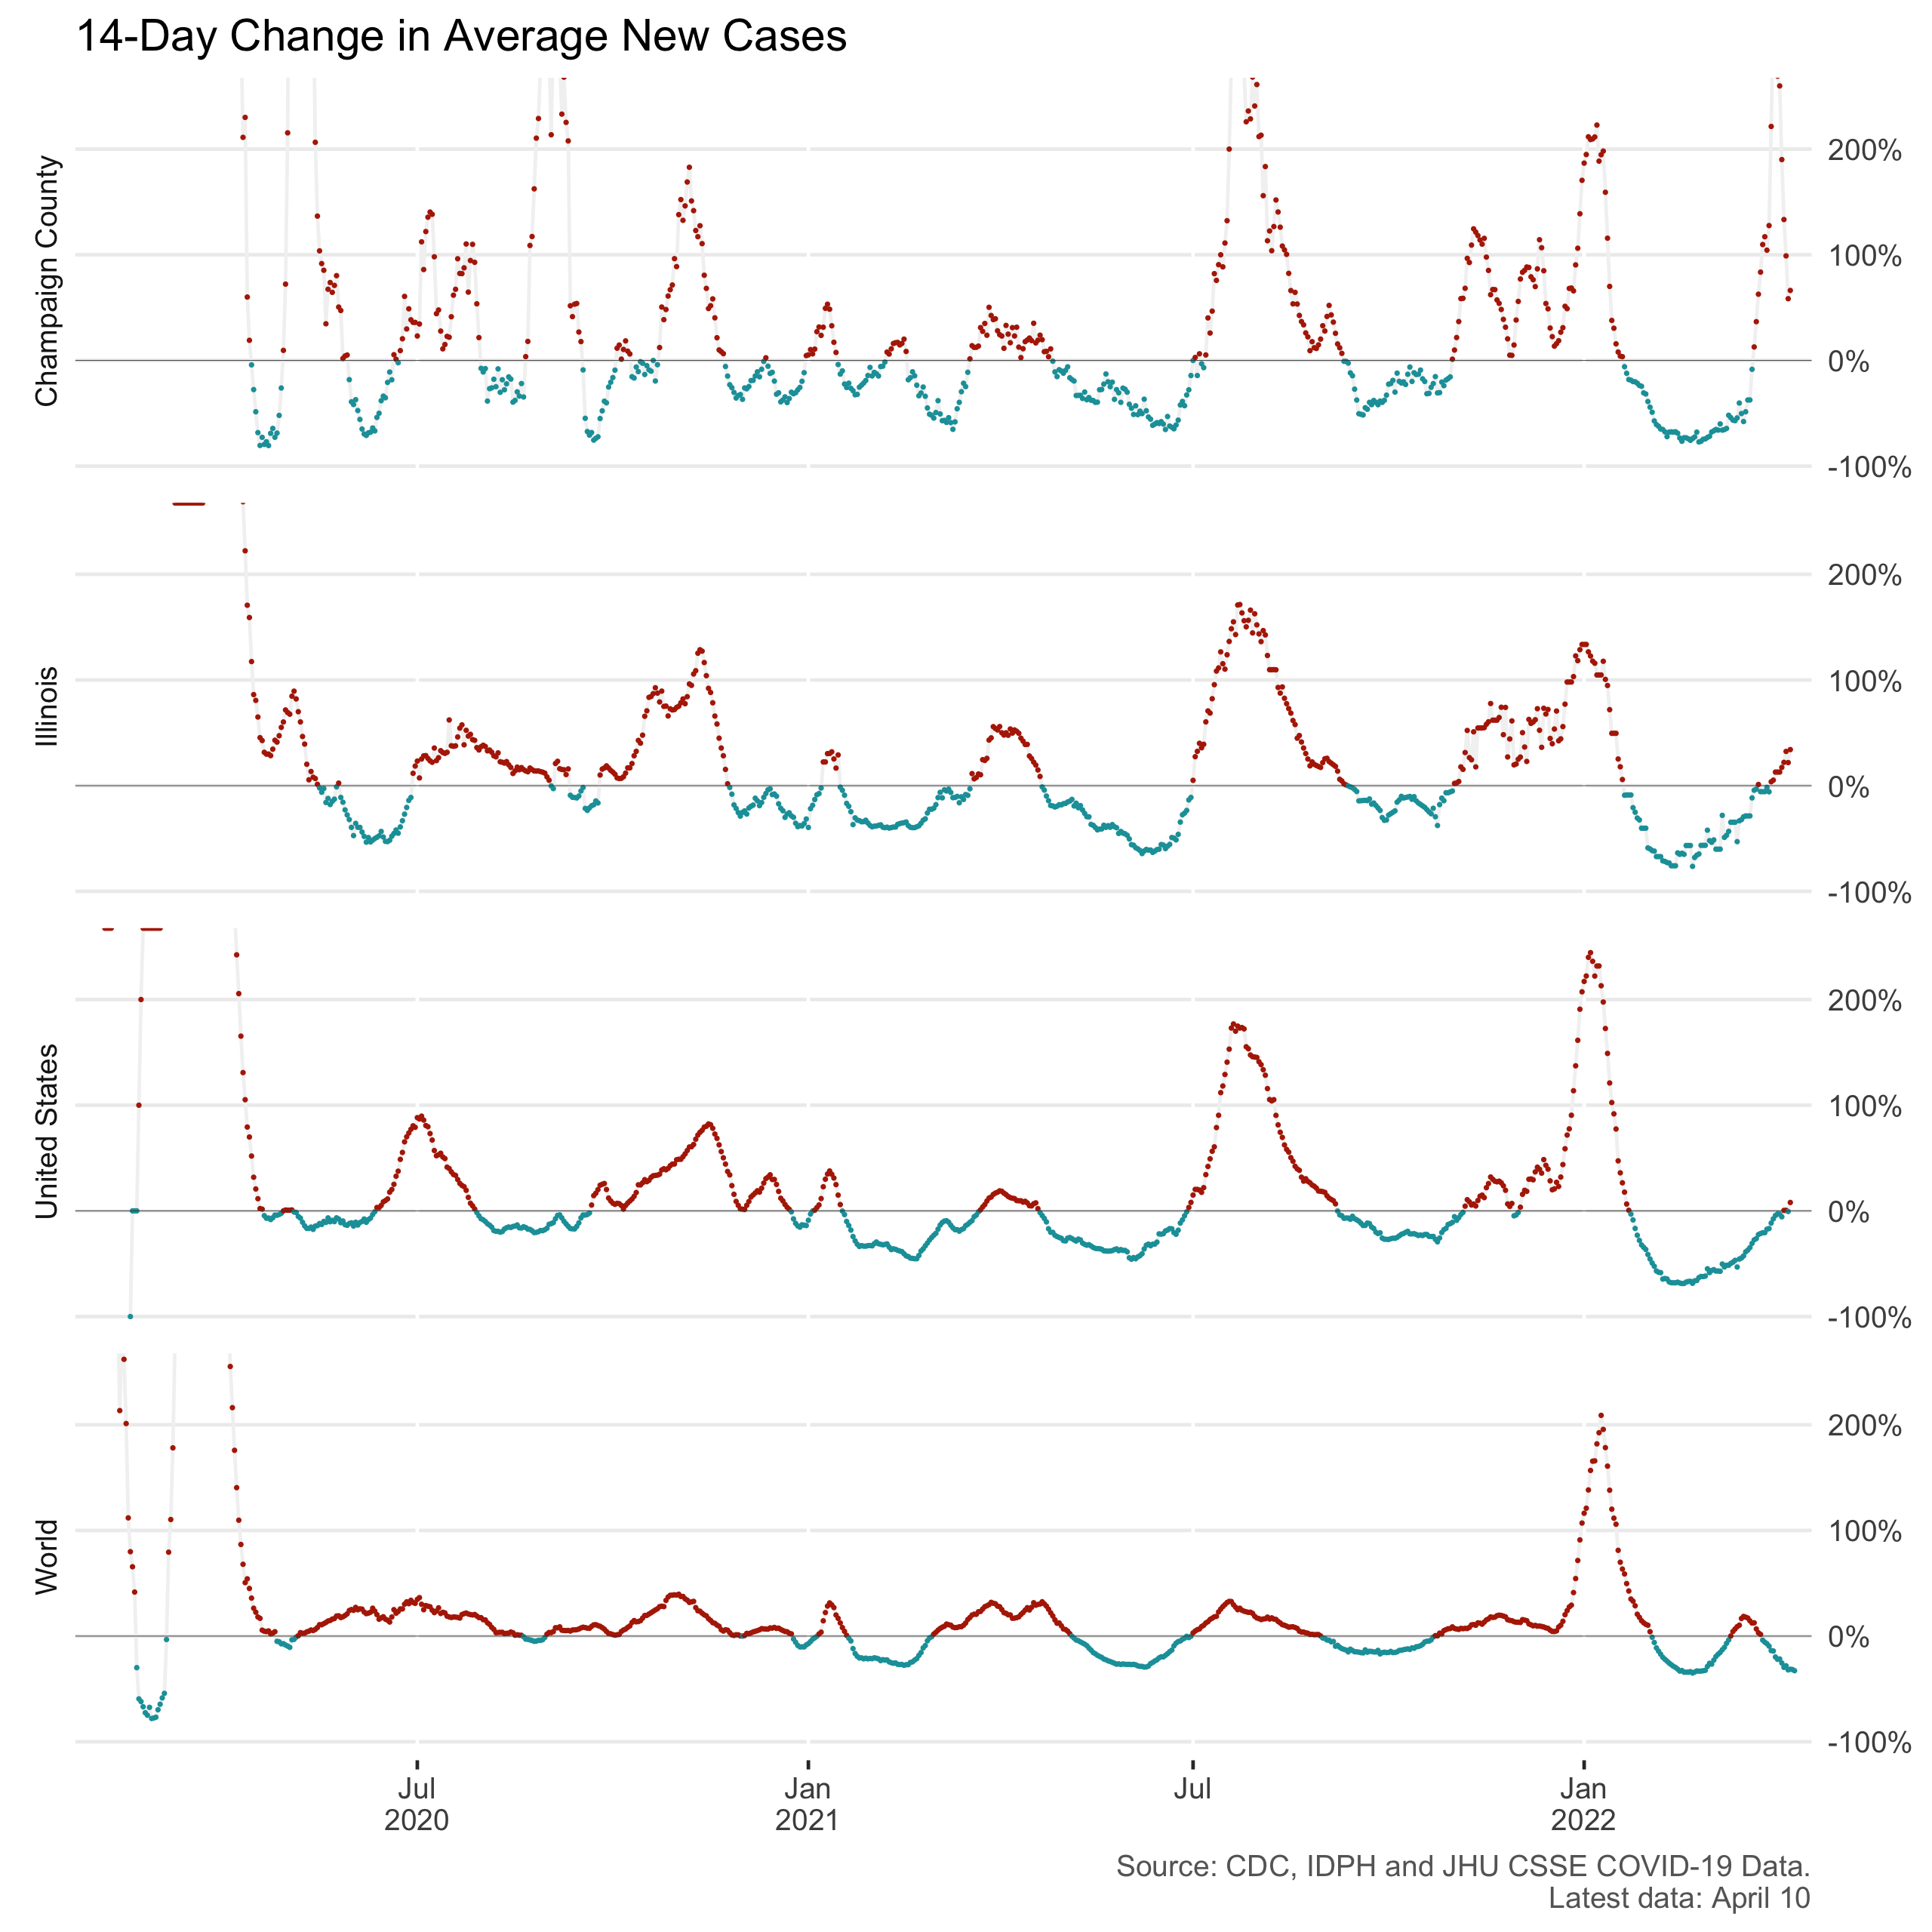 14-Day Change in Average New Cases
Champaign County
200%
100%
0%
-100%
Illinois
200%
100%
0%
-100%
United States
200%
100%
0%
-100%
World
200%
100%
0%
-100%
Jul
2020
Jan
2021
Jul
Jan
2022
Source: CDC, IDPH and JHU CSSE COVID-19 Data.
Latest data: April 10